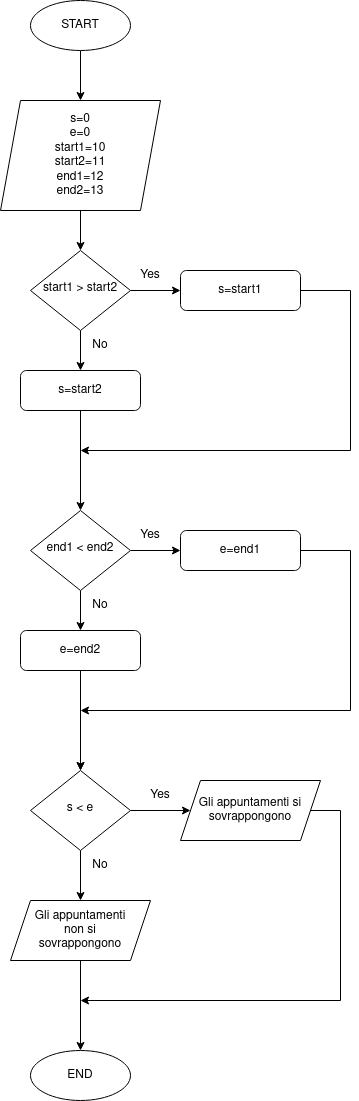 START
s=0
e=0
start1=10
start2=11
end1=12
end2=13
start1 > start2
Yes
s=start1
No
s=start2
end1 < end2
Yes
e=end1
No
e=end2
s < e
Yes
Gli appuntamenti si
sovrappongono
No
Gli appuntamenti
non si
sovrappongono
END